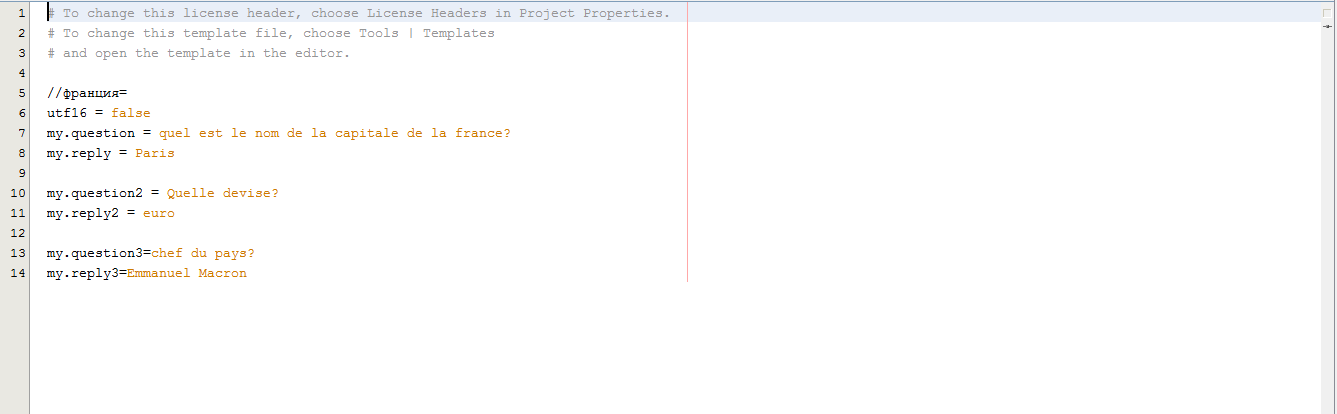 1 # To change this license header, choose License Headers in Project Properties.
2 # To change this template file, choose Tools | Templates
3 # and open the template in the editor.
4
5 //франция=
6 utf16 = false
7 my.question = quel est le nom de la capitale de la france?
8 my.reply = Paris
9
10 my.question2 = Quelle devise?
11 my.reply2 = euro
12
13 my.question3=chef du pays?
14 my.reply3=Emmanuel Macron